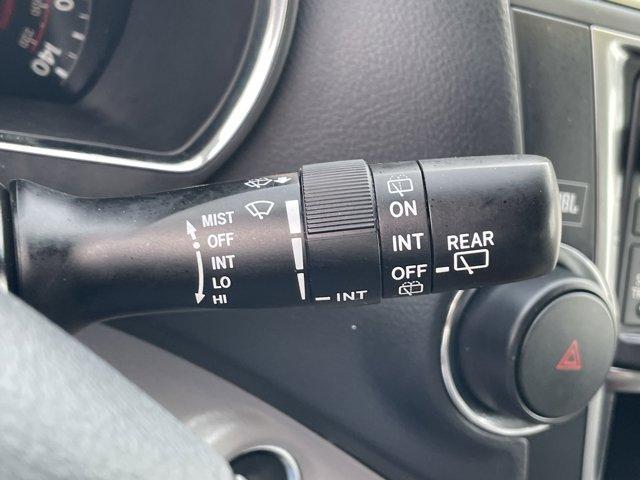 140
MIST
OFF
INT
LO
HI
INT
ON
INT
OFF
REAR
JBL